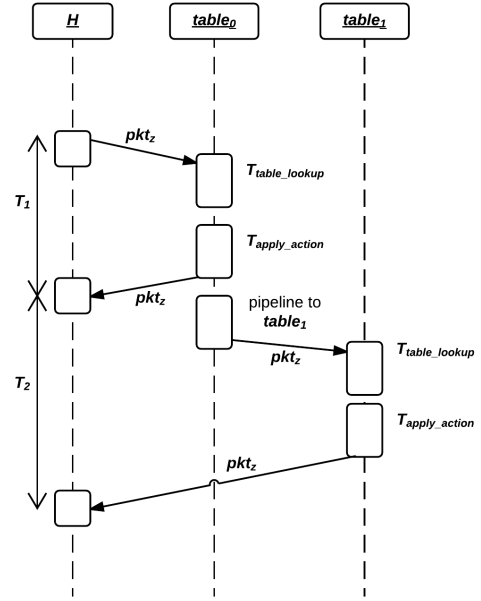 H table0 table1
pktz
Ttable_lookup
T1
Tapply_action
pktz
pipeline to
table1
pktz
Ttable_lookup
T2
Tapply_action
pktz